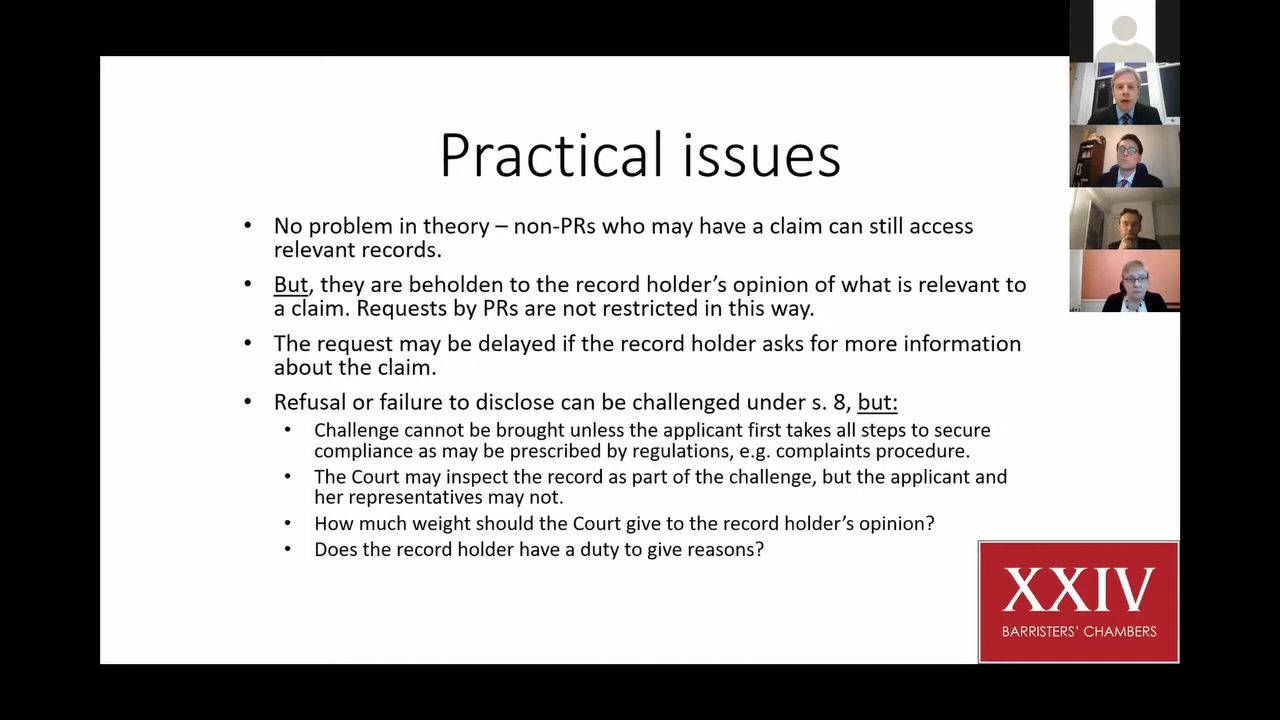 Practical issues
• No problem in theory – non-PRs who may have a claim can still access
relevant records.
• But, they are beholden to the record holder’s opinion of what is relevant to
a claim. Requests by PRs are not restricted in this way.
• The request may be delayed if the record holder asks for more information
about the claim.
• Refusal or failure to disclose can be challenged under s. 8, but:
• Challenge cannot be brought unless the applicant first takes all steps to secure
compliance as may be prescribed by regulations, e.g. complaints procedure.
• The Court may inspect the record as part of the challenge, but the applicant and
her representatives may not.
• How much weight should the Court give to the record holder’s opinion?
• Does the record holder have a duty to give reasons?
XXIV
BARRISTERS’ CHAMBERS